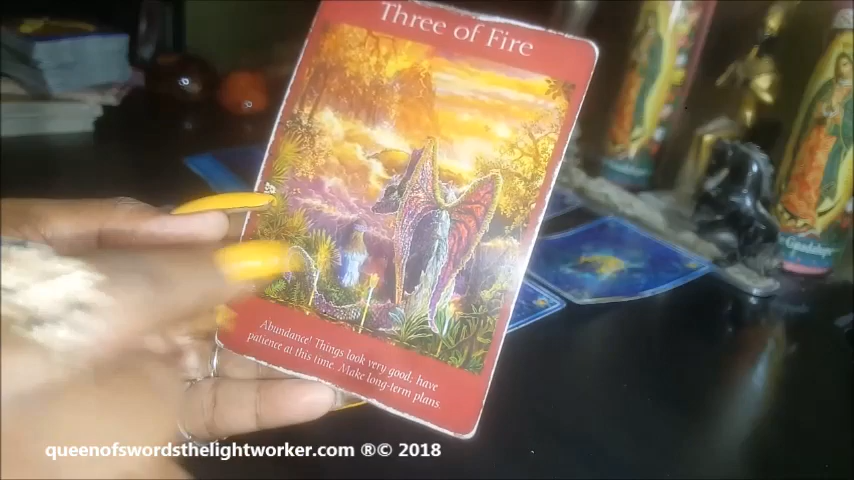 Three of Fire
Abundance! Things look very good; have
patience at this time. Make long-term plans.
Guadalupe
queenofswordsthelightworker.com ®© 2018